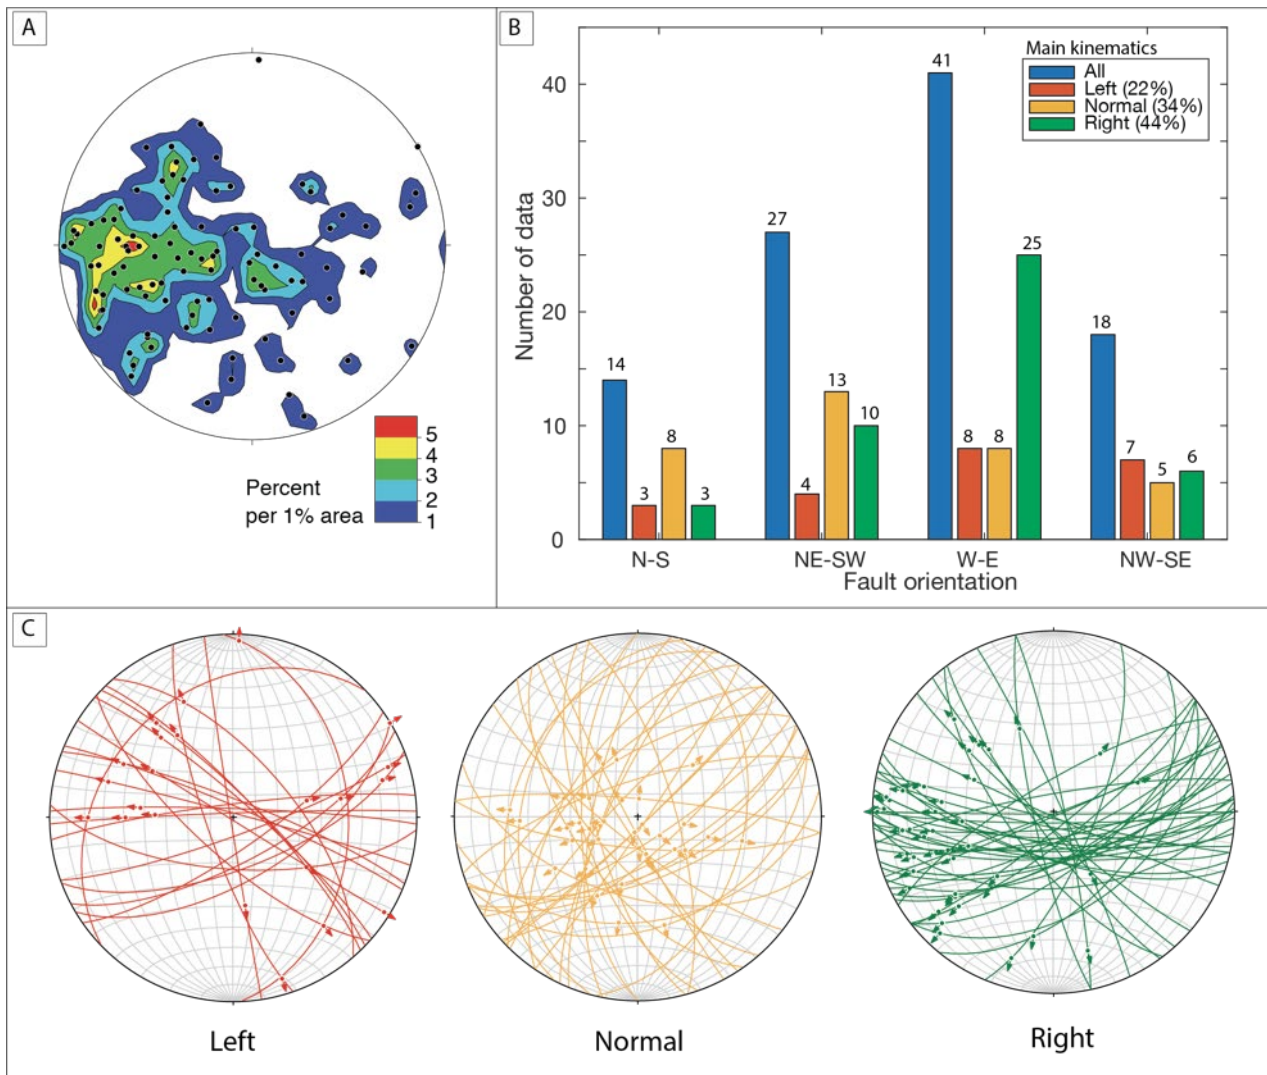 A
5
4
3
2
1
Percent
per 1% area
B
Main kinematics
All
Left (22%)
Normal (34%)
Right (44%)
Number of data
40
30
20
10
0
14
3
8
3
27
4
13
10
41
8
8
25
18
7
5
6
N-S
NE-SW
W-E
NW-SE
Fault orientation
C
Left
Normal
Right